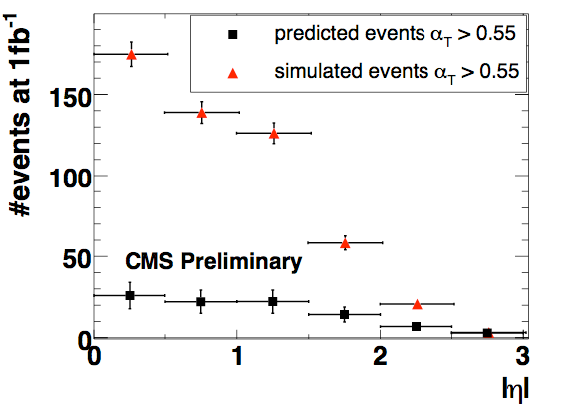 #events at 1fb⁻¹
predicted events α_T > 0.55
simulated events α_T > 0.55
150
100
50
CMS Preliminary
0
0 1 2 3
|η|